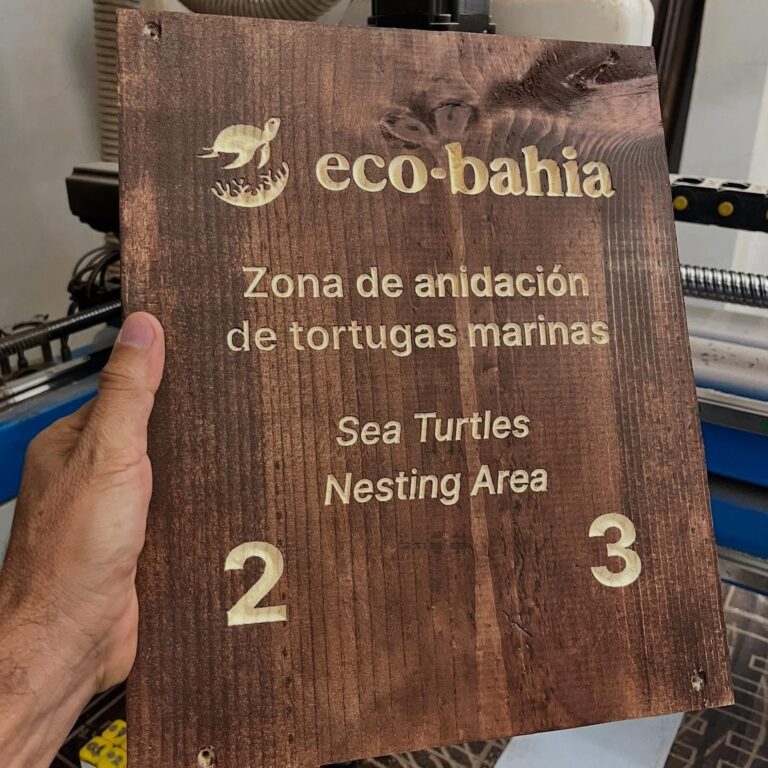 eco-bahia
Zona de anidación
de tortugas marinas
Sea Turtles
Nesting Area
2 3